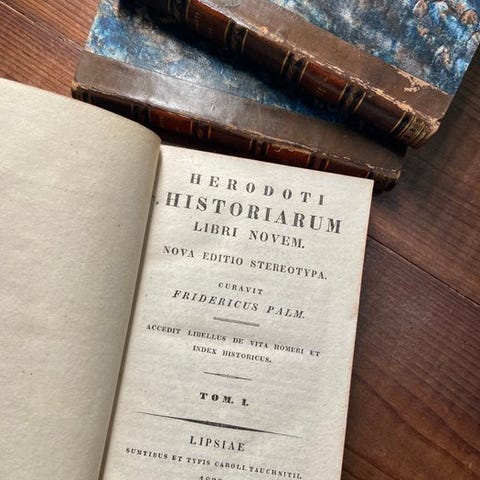 HERODOTI
HISTORIARUM
LIBRI NOVEM.
NOVA EDITIO STEREOTYPA.
CURAVIT
FRIDERICUS PALM.
ACCEDIT LIBELLUS DE VITA HOMERI ET
INDEX HISTORICUS.
TOM. I.
LIPSIAE
SUMTIBUS ET TYPIS CAROLI TAUCHNITII.